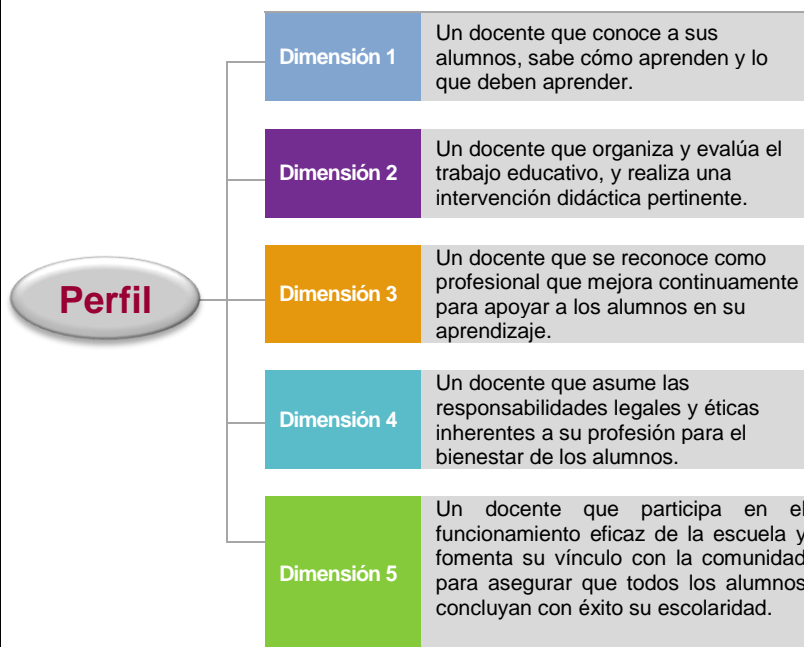 Dimensión 1
Un docente que conoce a sus
alumnos, sabe cómo aprenden y lo
que deben aprender.
Dimensión 2
Un docente que organiza y evalúa el
trabajo educativo, y realiza una
intervención didáctica pertinente.
Perfil
Dimensión 3
Un docente que se reconoce como
profesional que mejora continuamente
para apoyar a los alumnos en su
aprendizaje.
Dimensión 4
Un docente que asume las
responsabilidades legales y éticas
inherentes a su profesión para el
bienestar de los alumnos.
Dimensión 5
Un docente que participa en el
funcionamiento eficaz de la escuela y
fomenta su vínculo con la comunidad
para asegurar que todos los alumnos
concluyan con éxito su escolaridad.